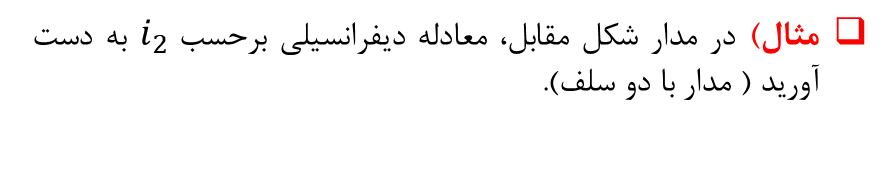 مثال) در مدار شکل مقابل، معادله دیفرانسیلی برحسب i₂ به دست
آورید ( مدار با دو سلف).